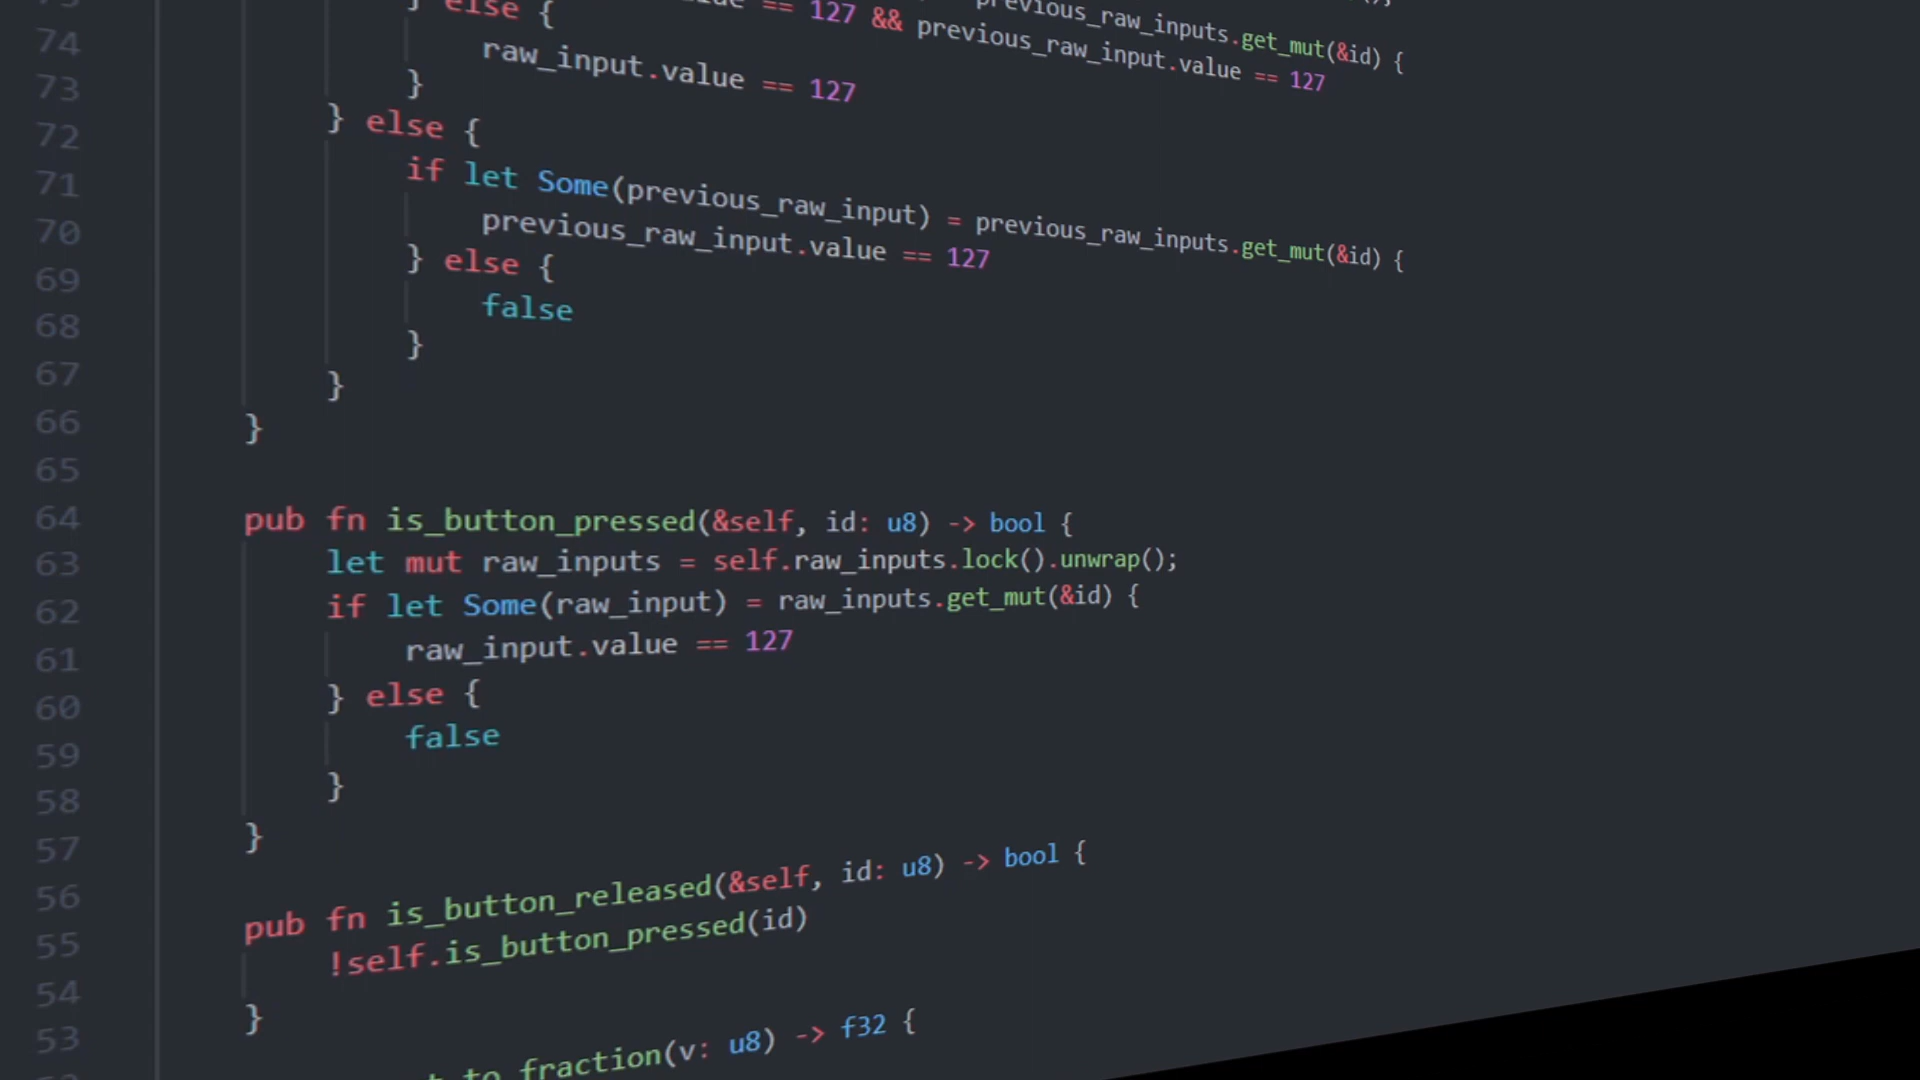 74
} else {
== 127 && previous_raw_input.value == 127
previous_raw_inputs.get_mut(&id) {
73
raw_input.value == 127
}
72
} else {
71
if let Some(previous_raw_input) = previous_raw_inputs.get_mut(&id) {
70
previous_raw_input.value == 127
69
} else {
68
false
}
67
}
66
}
65
64
pub fn is_button_pressed(&self, id: u8) -> bool {
63
let mut raw_inputs = self.raw_inputs.lock().unwrap();
62
if let Some(raw_input) = raw_inputs.get_mut(&id) {
61
raw_input.value == 127
60
} else {
59
false
58
}
57
}
56
pub fn is_button_released(&self, id: u8) -> bool {
55
!self.is_button_pressed(id)
54
}
53
to_fraction(v: u8) -> f32 {